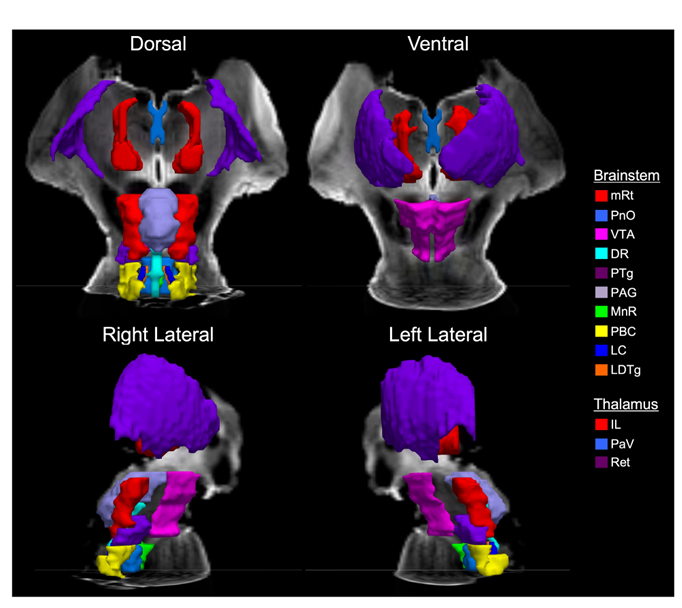 Dorsal
Ventral
Right Lateral
Left Lateral
Brainstem
mRt
PnO
VTA
DR
PTg
PAG
MnR
PBC
LC
LDTg
Thalamus
IL
PaV
Ret